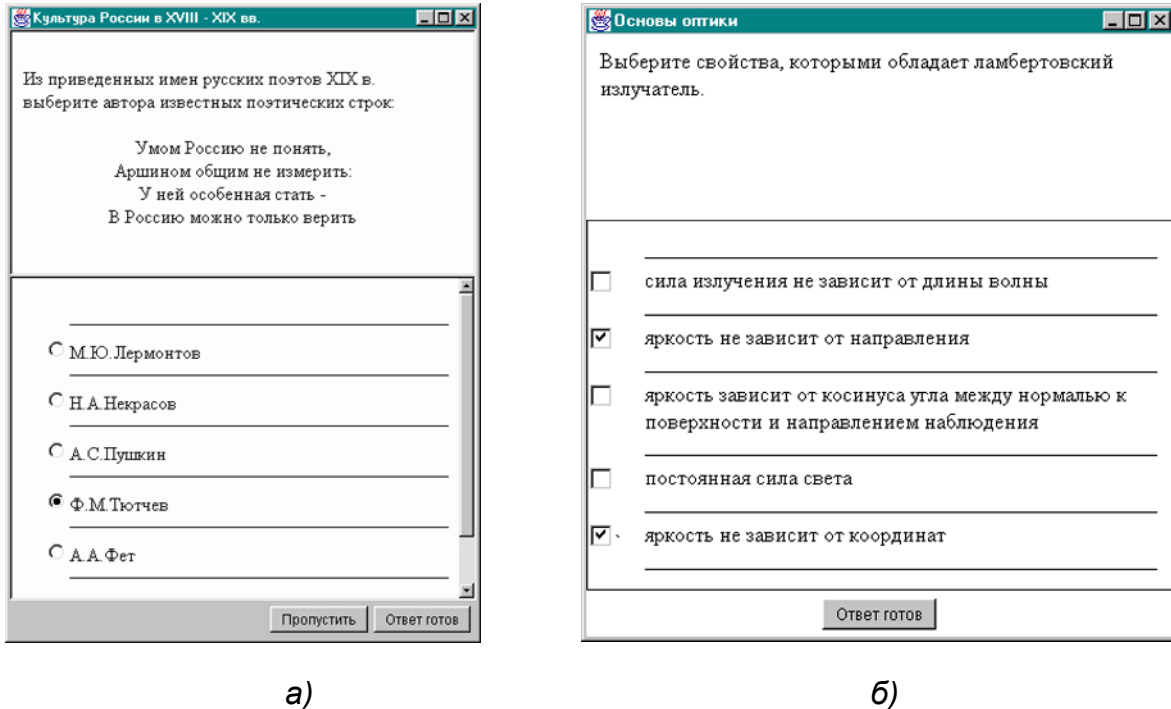 Культура России в XVIII - XIX вв.
Из приведенных имен русских поэтов XIX в.
выберите автора известных поэтических строк:
Умом Россию не понять,
Аршином общим не измерить:
У ней особенная стать -
В Россию можно только верить
М.Ю.Лермонтов
Н.А.Некрасов
А.С.Пушкин
Ф.М.Тютчев
А.А.Фет
Пропустить
Ответ готов
а)
Основы оптики
Выберите свойства, которыми обладает ламбертовский
излучатель.
сила излучения не зависит от длины волны
яркость не зависит от направления
яркость зависит от косинуса угла между нормалью к
поверхности и направлением наблюдения
постоянная сила света
яркость не зависит от координат
Ответ готов
б)